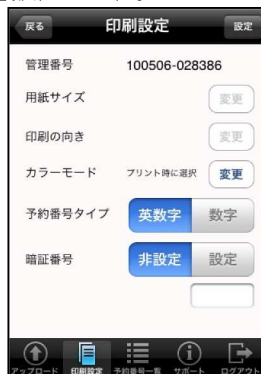 戻る 印刷設定 設定
管理番号 100506-028386
用紙サイズ 変更
印刷の向き 変更
カラーモード プリント時に選択 変更
予約番号タイプ 英数字 数字
暗証番号 非設定 設定
アップロード 印刷設定 予約番号一覧 サポート ログアウト